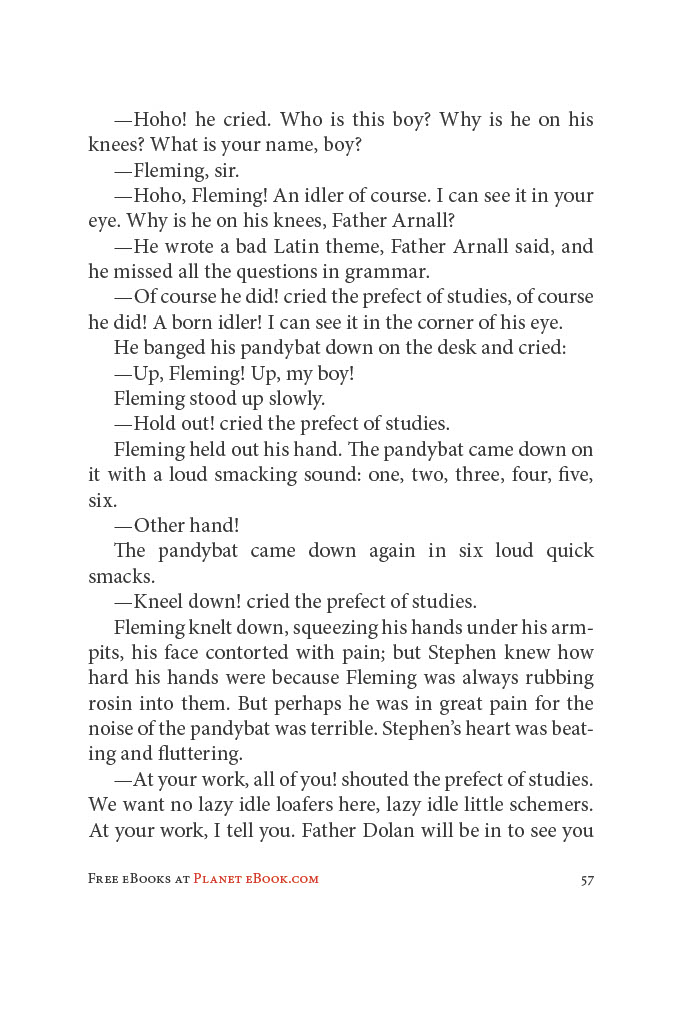 —Hoho! he cried. Who is this boy? Why is he on his
knees? What is your name, boy?
—Fleming, sir.
—Hoho, Fleming! An idler of course. I can see it in your
eye. Why is he on his knees, Father Arnall?
—He wrote a bad Latin theme, Father Arnall said, and
he missed all the questions in grammar.
—Of course he did! cried the prefect of studies, of course
he did! A born idler! I can see it in the corner of his eye.
He banged his pandybat down on the desk and cried:
—Up, Fleming! Up, my boy!
Fleming stood up slowly.
—Hold out! cried the prefect of studies.
Fleming held out his hand. The pandybat came down on
it with a loud smacking sound: one, two, three, four, five,
six.
—Other hand!
The pandybat came down again in six loud quick
smacks.
—Kneel down! cried the prefect of studies.
Fleming knelt down, squeezing his hands under his arm-
pits, his face contorted with pain; but Stephen knew how
hard his hands were because Fleming was always rubbing
rosin into them. But perhaps he was in great pain for the
noise of the pandybat was terrible. Stephen’s heart was beat-
ing and fluttering.
—At your work, all of you! shouted the prefect of studies.
We want no lazy idle loafers here, lazy idle little schemers.
At your work, I tell you. Father Dolan will be in to see you
Free eBooks at Planet eBook.com 57